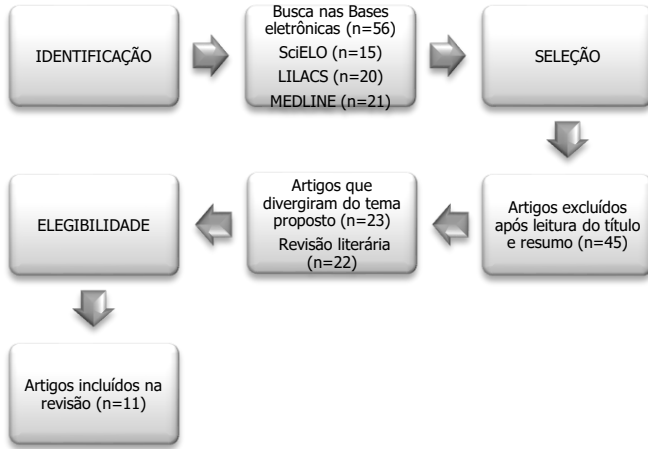 IDENTIFICAÇÃO
Busca nas Bases
eletrônicas (n=56)
SciELO (n=15)
LILACS (n=20)
MEDLINE (n=21)
SELEÇÃO
Artigos excluídos
após leitura do título
e resumo (n=45)
Artigos que
divergiram do tema
proposto (n=23)
Revisão literária
(n=22)
ELEGIBILIDADE
Artigos incluídos na
revisão (n=11)